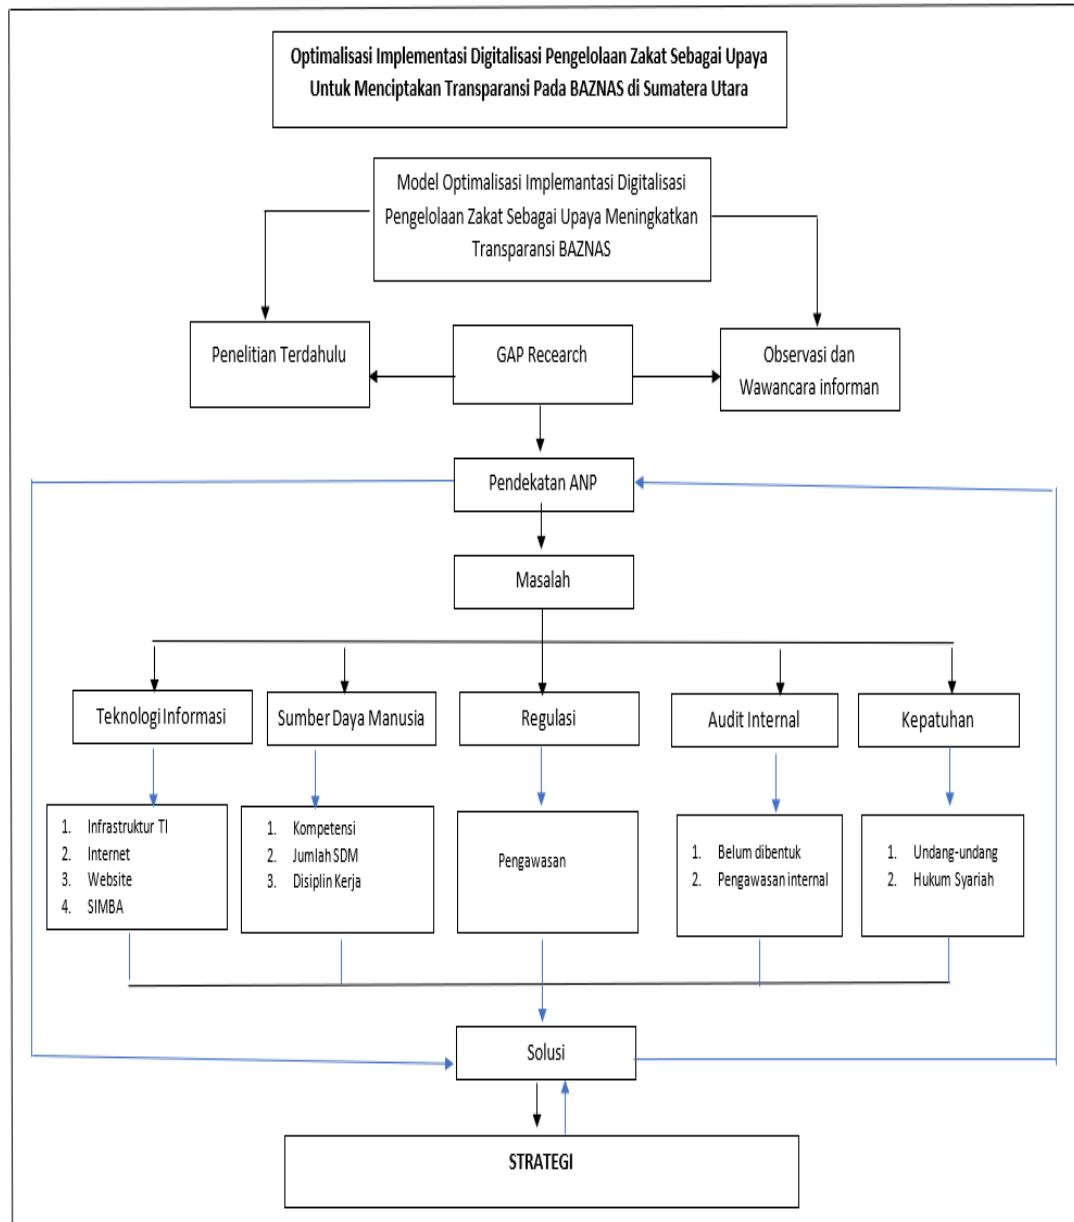 Optimalisasi Implementasi Digitalisasi Pengelolaan Zakat Sebagai Upaya
Untuk Menciptakan Transparansi Pada BAZNAS di Sumatera Utara
Model Optimalisasi Implemantasi Digitalisasi
Pengelolaan Zakat Sebagai Upaya Meningkatkan
Transparansi BAZNAS
Penelitian Terdahulu
GAP Recearch
Observasi dan
Wawancara informan
Pendekatan ANP
Masalah
Teknologi Informasi
Sumber Daya Manusia
Regulasi
Audit Internal
Kepatuhan
1. Infrastruktur TI
2. Internet
3. Website
4. SIMBA
1. Kompetensi
2. Jumlah SDM
3. Disiplin Kerja
Pengawasan
1. Belum dibentuk
2. Pengawasan internal
1. Undang-undang
2. Hukum Syariah
Solusi
STRATEGI